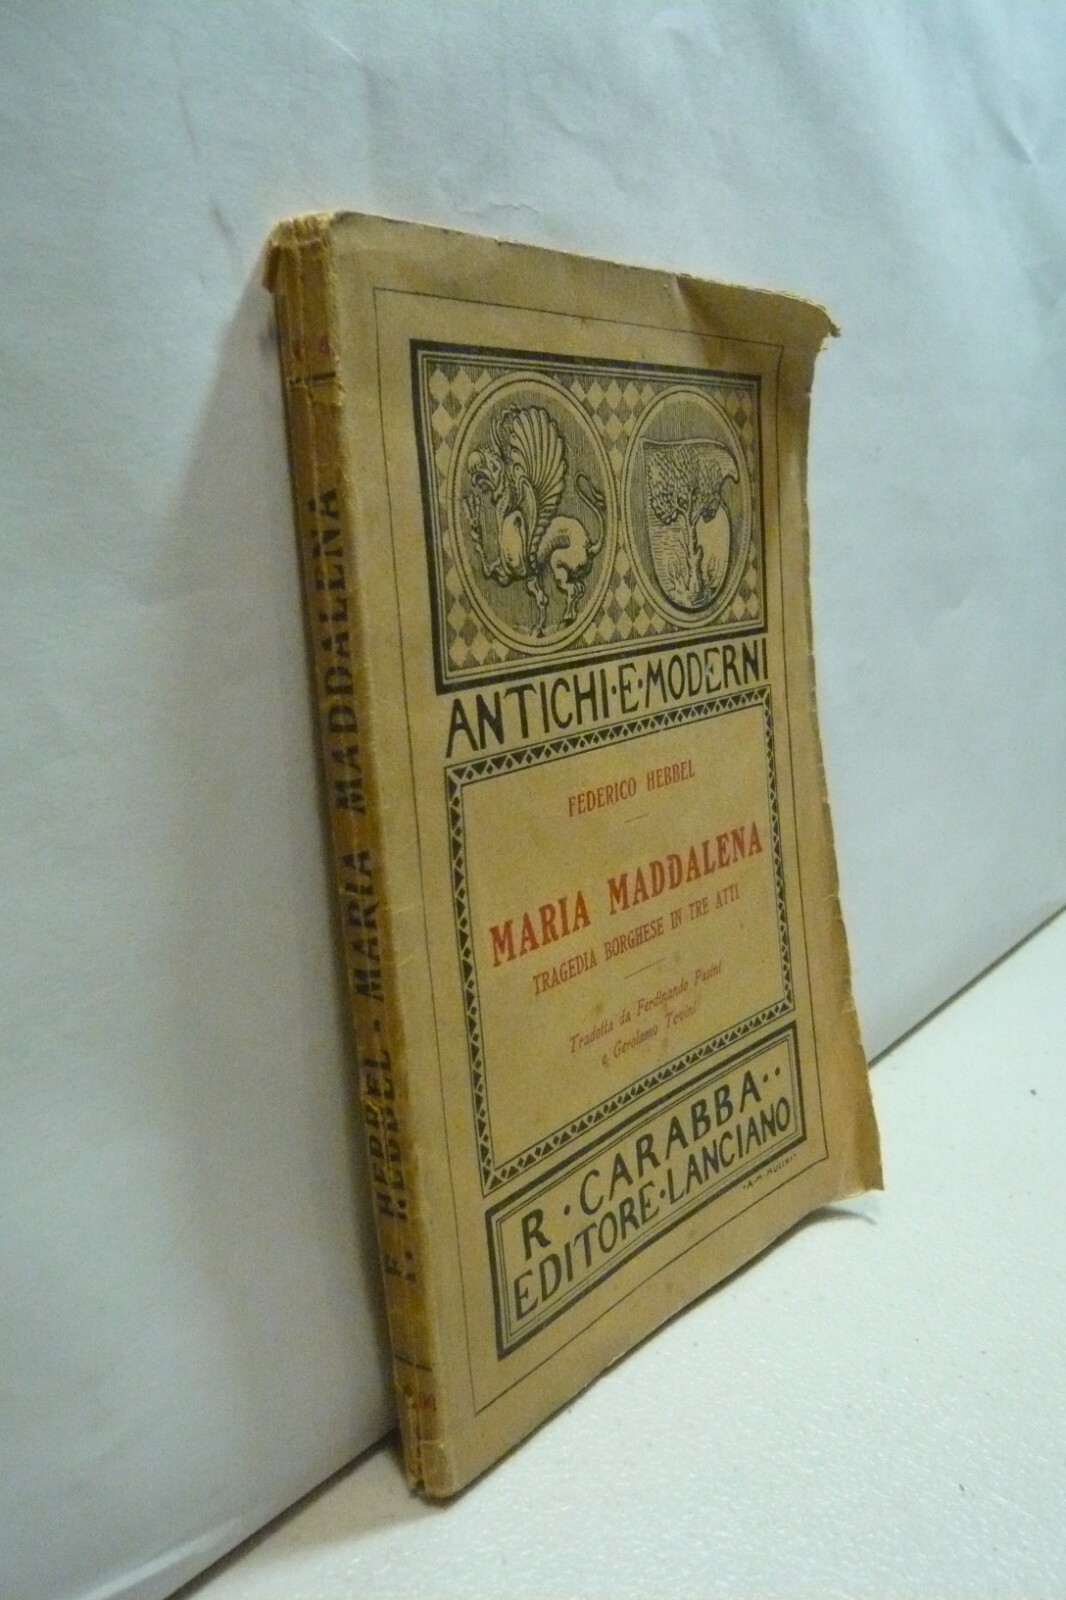 ANTICHI·E·MODERNI
FEDERICO HEBBEL
MARIA MADDALENA
TRAGEDIA BORGHESE IN TRE ATTI
Tradotta da Ferdinando Pasini
e Gerolamo Tevini
R·CARABBA··
EDITORE·LANCIANO
F. HEBBEL - MARIA MADDALENA